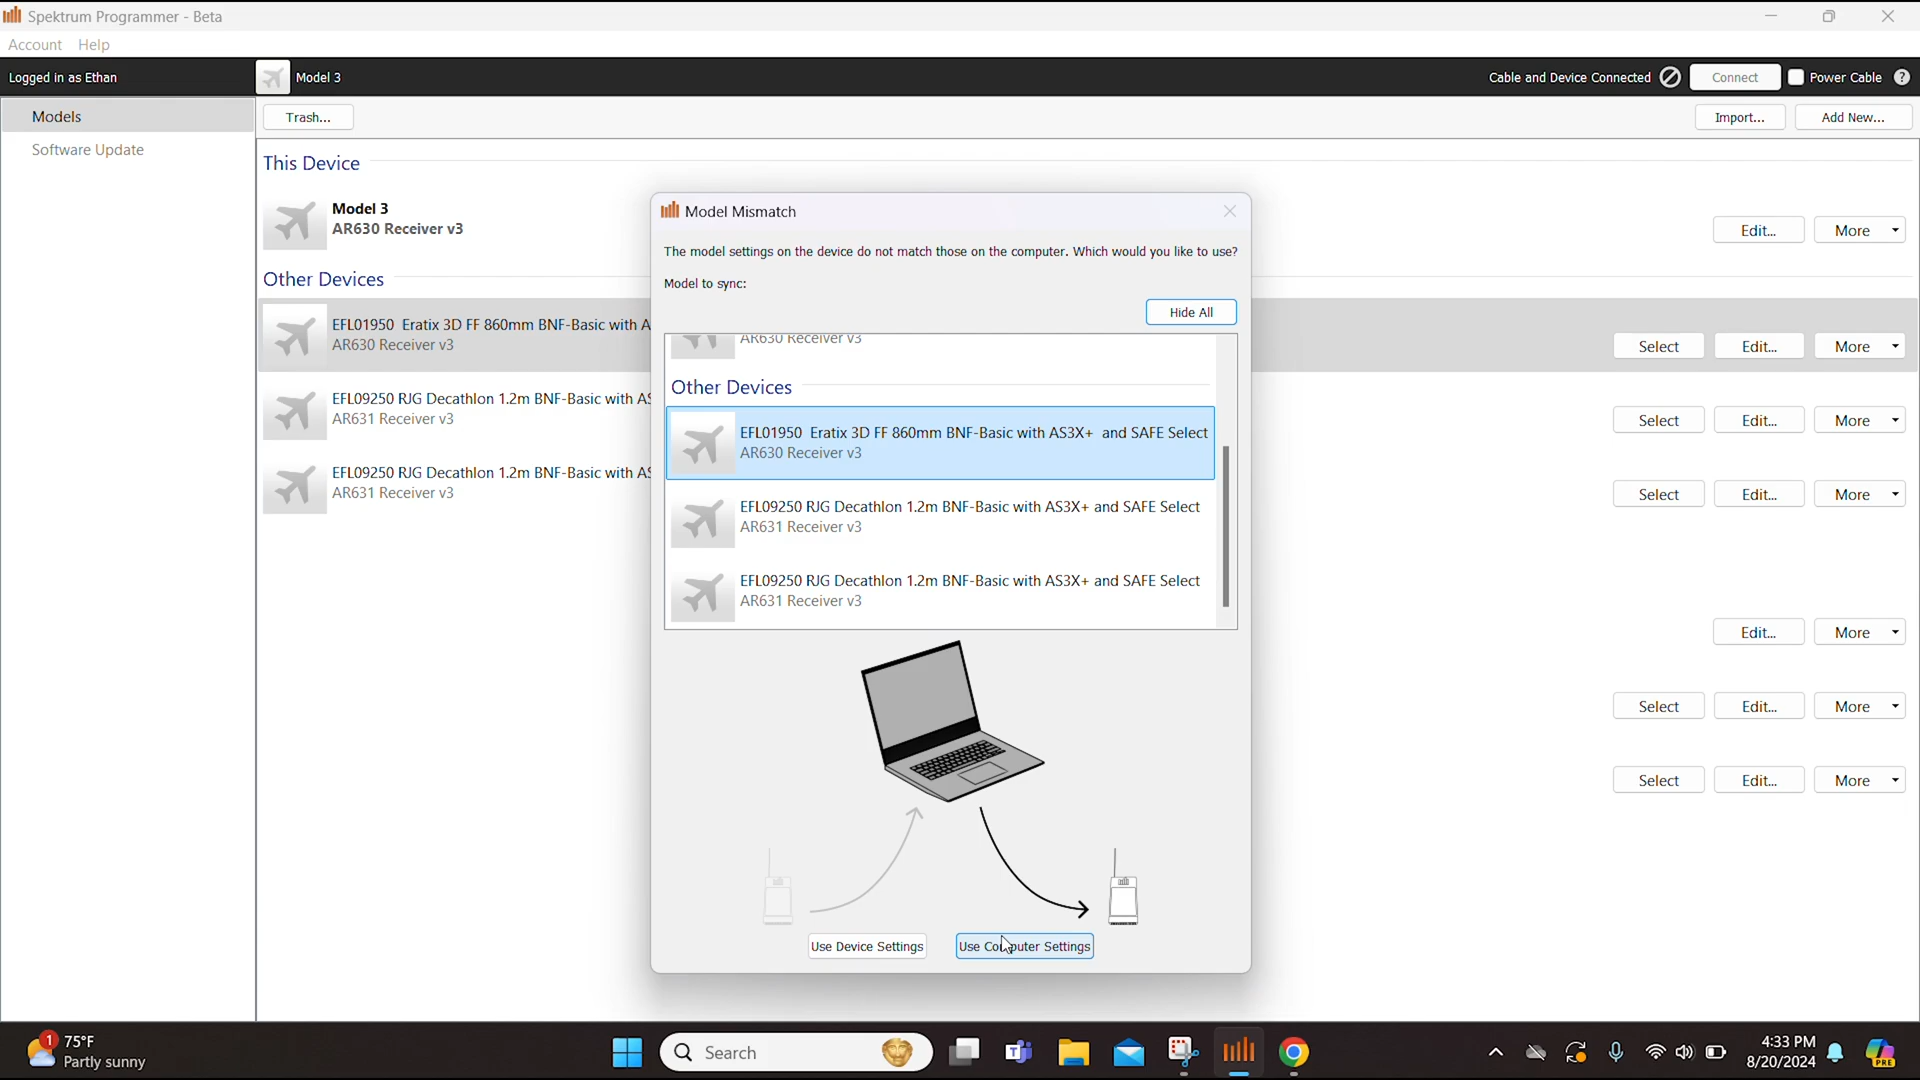 Spektrum Programmer - Beta
Account Help
Logged in as Ethan
Model 3
Cable and Device Connected
Connect
Power Cable
?
Models
Software Update
Trash...
Import...
Add New...
This Device
Model 3
AR630 Receiver v3
Edit...
More
Other Devices
EFL01950 Eratix 3D FF 860mm BNF-Basic with A
AR630 Receiver v3
Select
Edit...
More
EFL09250 RJG Decathlon 1.2m BNF-Basic with AS
AR631 Receiver v3
Select
Edit...
More
EFL09250 RJG Decathlon 1.2m BNF-Basic with AS
AR631 Receiver v3
Select
Edit...
More
Edit...
More
Select
Edit...
More
Select
Edit...
More
Model Mismatch
The model settings on the device do not match those on the computer. Which would you like to use?
Model to sync:
Hide All
AR630 Receiver v3
Other Devices
EFL01950 Eratix 3D FF 860mm BNF-Basic with AS3X+ and SAFE Select
AR630 Receiver v3
EFL09250 RJG Decathlon 1.2m BNF-Basic with AS3X+ and SAFE Select
AR631 Receiver v3
EFL09250 RJG Decathlon 1.2m BNF-Basic with AS3X+ and SAFE Select
AR631 Receiver v3
Use Device Settings
Use Computer Settings
1
75°F
Partly sunny
Search
4:33 PM
8/20/2024
PRE